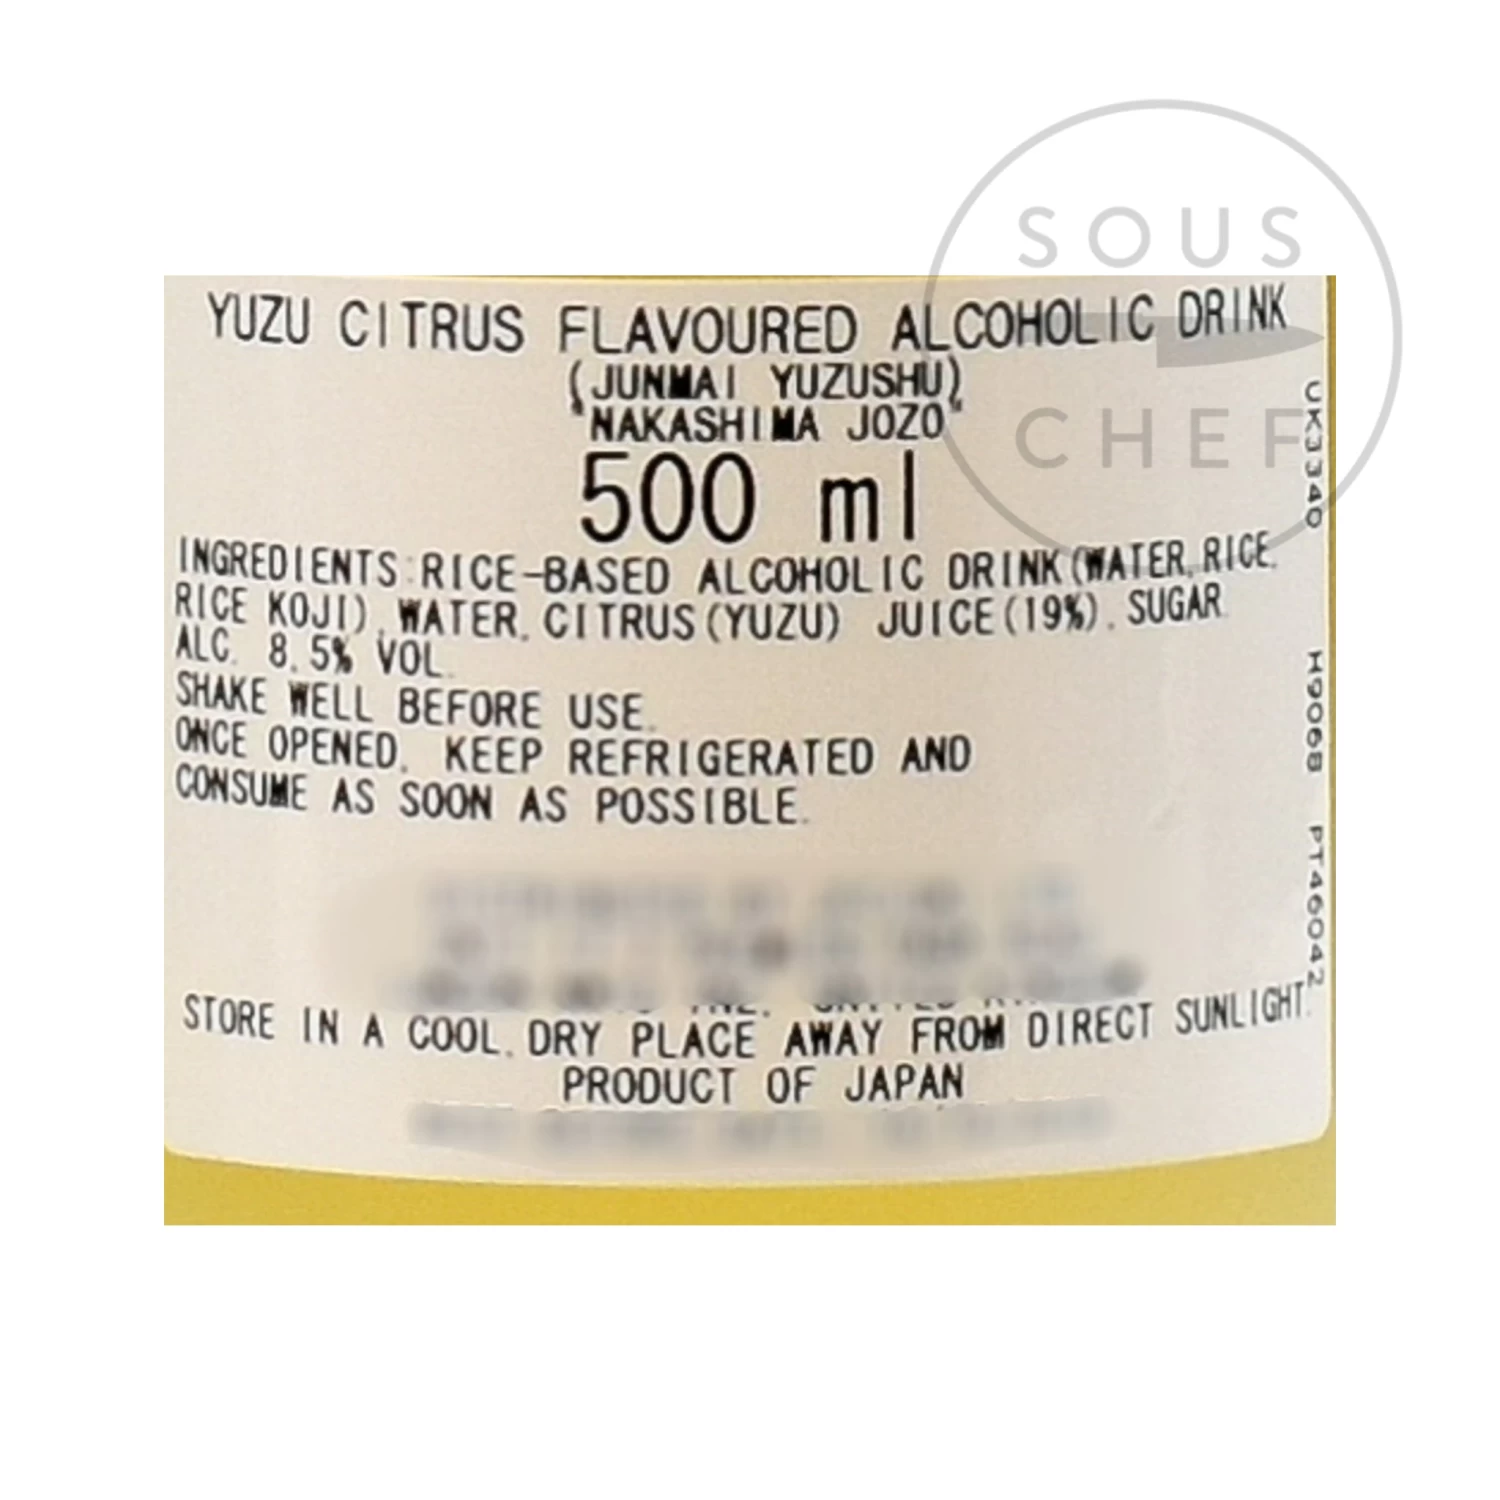 SOUS
CHEF
YUZU CITRUS FLAVOURED ALCOHOLIC DRINK
(JUNMAI YUZUSHU)
"NAKASHIMA JOZO"
500 ml
INGREDIENTS:RICE-BASED ALCOHOLIC DRINK(WATER,RICE,
RICE KOJI),WATER,CITRUS(YUZU) JUICE(19%),SUGAR.
ALC. 8.5% VOL.
SHAKE WELL BEFORE USE.
ONCE OPENED, KEEP REFRIGERATED AND
CONSUME AS SOON AS POSSIBLE.
STORE IN A COOL,DRY PLACE AWAY FROM DIRECT SUNLIGHT.
PRODUCT OF JAPAN
UK3340 H906B PT46042